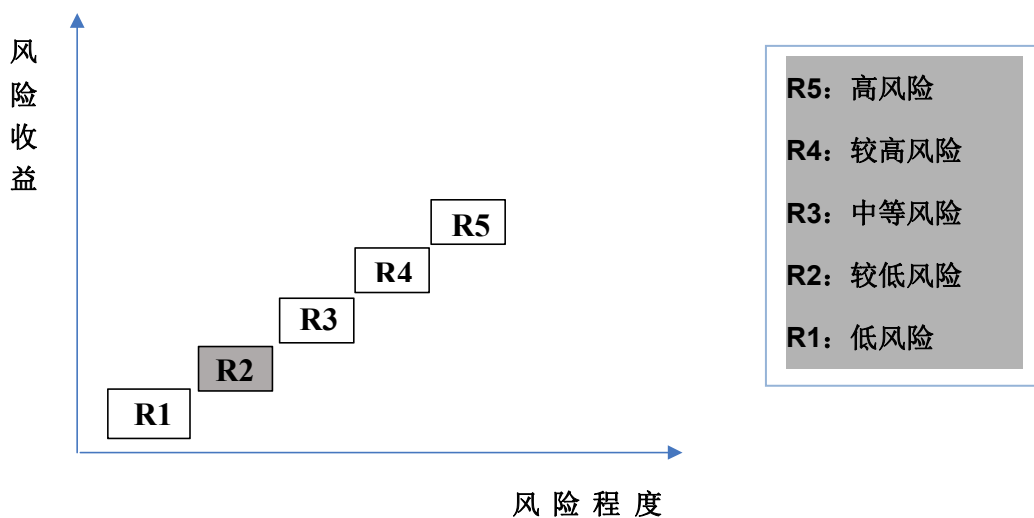 风险收益
R5
R4
R3
R2
R1
风险程度
R5：高风险
R4：较高风险
R3：中等风险
R2：较低风险
R1：低风险